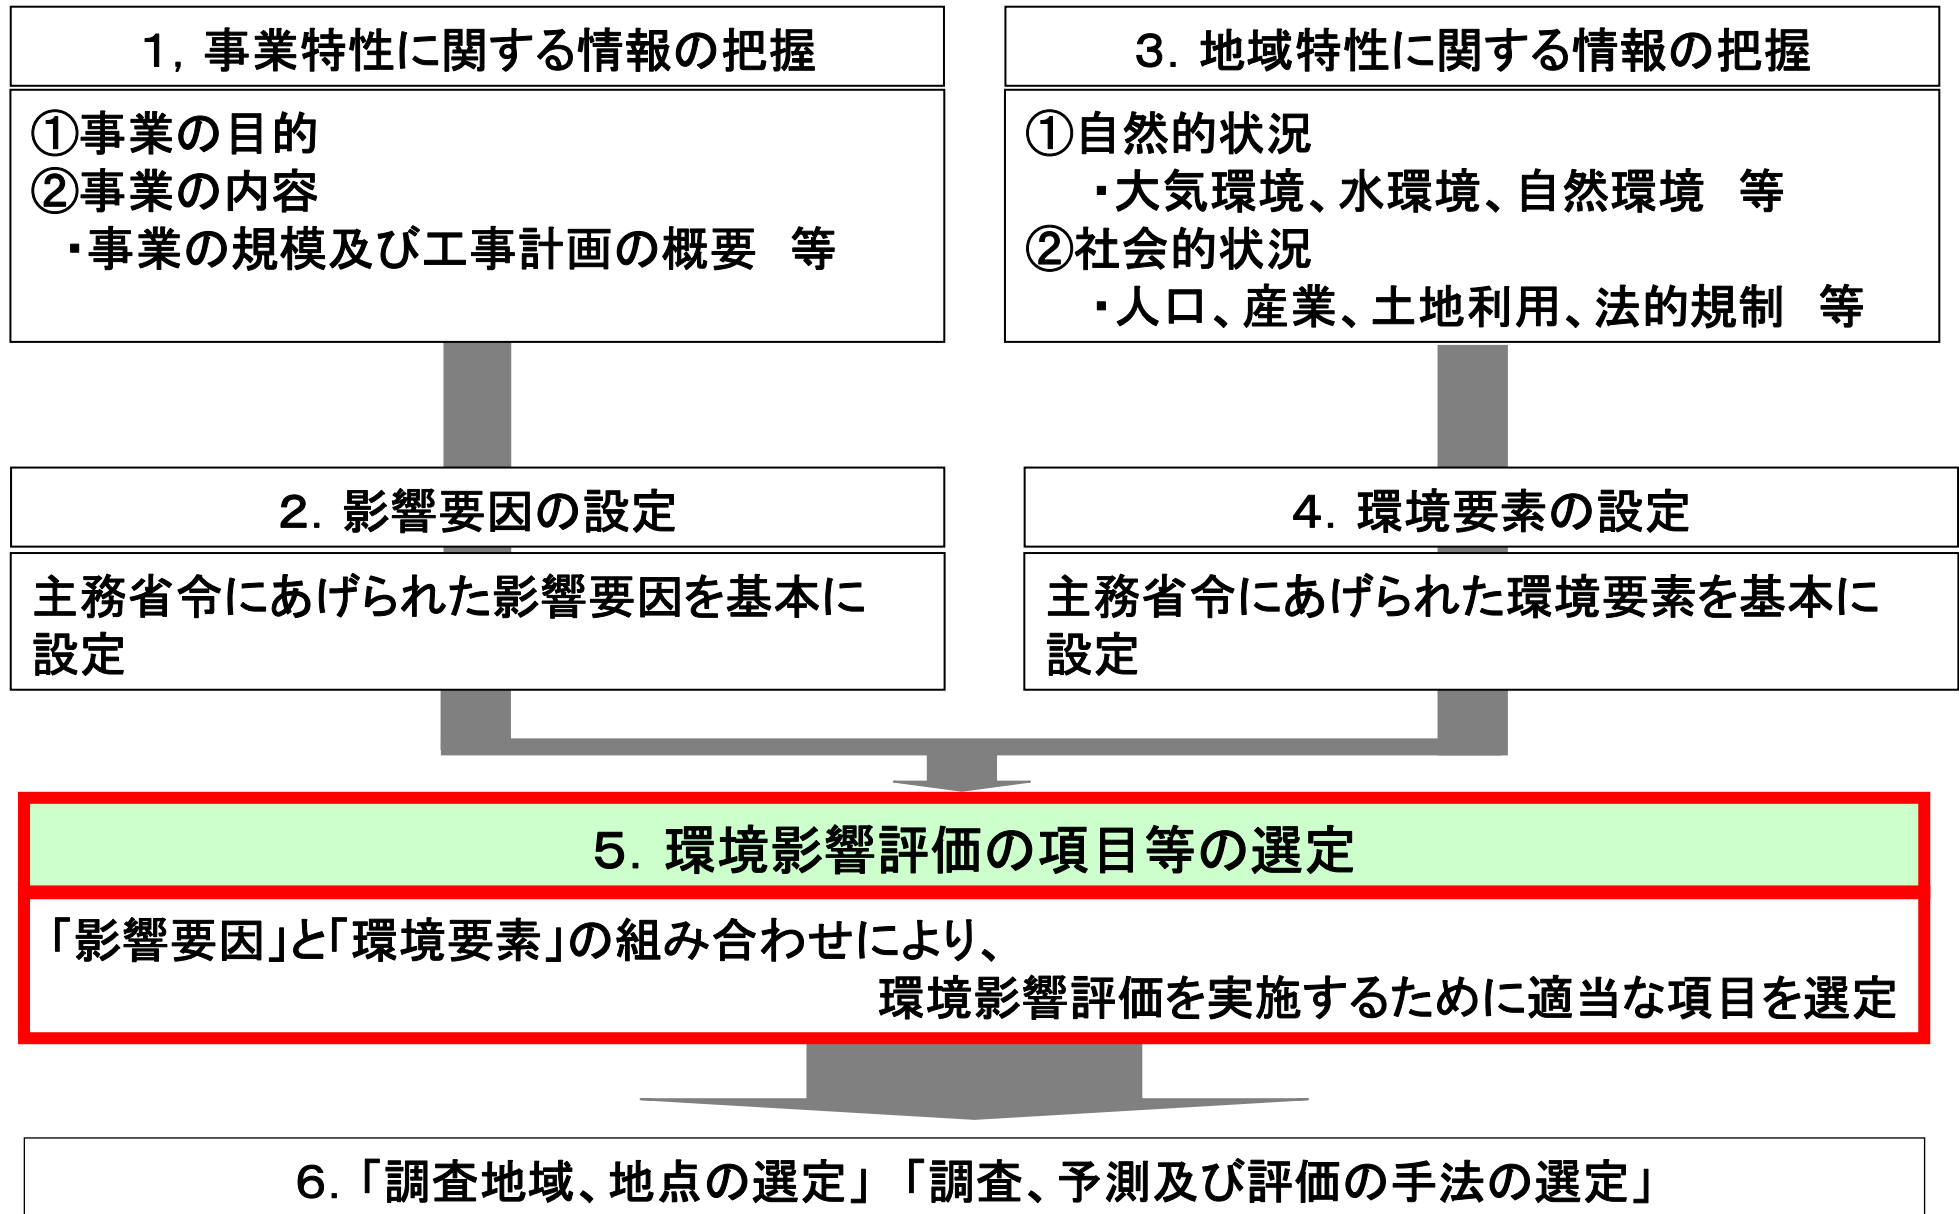 １，事業特性に関する情報の把握
①事業の目的
②事業の内容
・事業の規模及び工事計画の概要　等
３．地域特性に関する情報の把握
①自然的状況
・大気環境、水環境、自然環境　等
②社会的状況
・人口、産業、土地利用、法的規制　等
２．影響要因の設定
主務省令にあげられた影響要因を基本に
設定
４．環境要素の設定
主務省令にあげられた環境要素を基本に
設定
５．環境影響評価の項目等の選定
「影響要因」と「環境要素」の組み合わせにより、
環境影響評価を実施するために適当な項目を選定
６．「調査地域、地点の選定」「調査、予測及び評価の手法の選定」